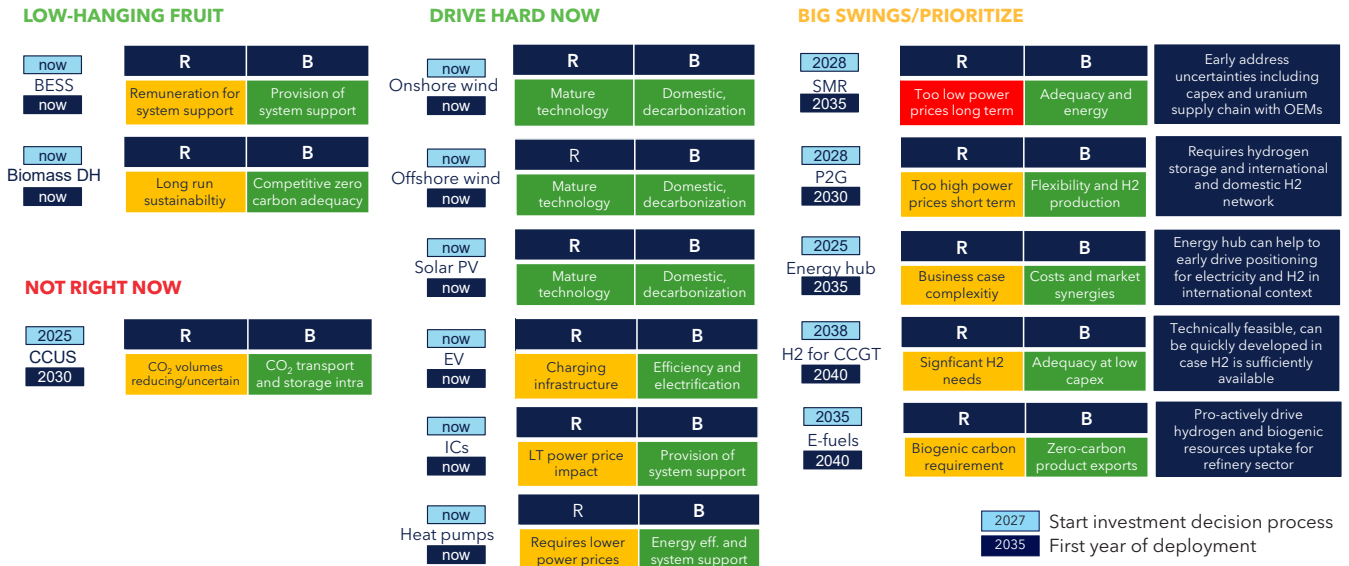 LOW-HANGING FRUIT
now
BESS
now
R
B
Remuneration for
system support
Provision of
system support
now
Biomass DH
now
R
B
Long run
sustainabiltiy
Competitive zero
carbon adequacy
NOT RIGHT NOW
2025
CCUS
2030
R
B
CO2 volumes
reducing/uncertain
CO2 transport
and storage intra
DRIVE HARD NOW
now
Onshore wind
now
R
B
Mature
technology
Domestic,
decarbonization
now
Offshore wind
now
R
B
Mature
technology
Domestic,
decarbonization
now
Solar PV
now
R
B
Mature
technology
Domestic,
decarbonization
now
EV
now
R
B
Charging
infrastructure
Efficiency and
electrification
now
ICs
now
R
B
LT power price
impact
Provision of
system support
now
Heat pumps
now
R
B
Requires lower
power prices
Energy eff. and
system support
BIG SWINGS/PRIORITIZE
2028
SMR
2035
R
B
Too low power
prices long term
Adequacy and
energy
Early address
uncertainties including
capex and uranium
supply chain with OEMs
2028
P2G
2030
R
B
Too high power
prices short term
Flexibility and H2
production
Requires hydrogen
storage and international
and domestic H2
network
2025
Energy hub
2035
R
B
Business case
complexitiy
Costs and market
synergies
Energy hub can help to
early drive positioning
for electricity and H2 in
international context
2038
H2 for CCGT
2040
R
B
Signficant H2
needs
Adequacy at low
capex
Technically feasible, can
be quickly developed in
case H2 is sufficiently
available
2035
E-fuels
2040
R
B
Biogenic carbon
requirement
Zero-carbon
product exports
Pro-actively drive
hydrogen and biogenic
resources uptake for
refinery sector
2027 Start investment decision process
2035 First year of deployment